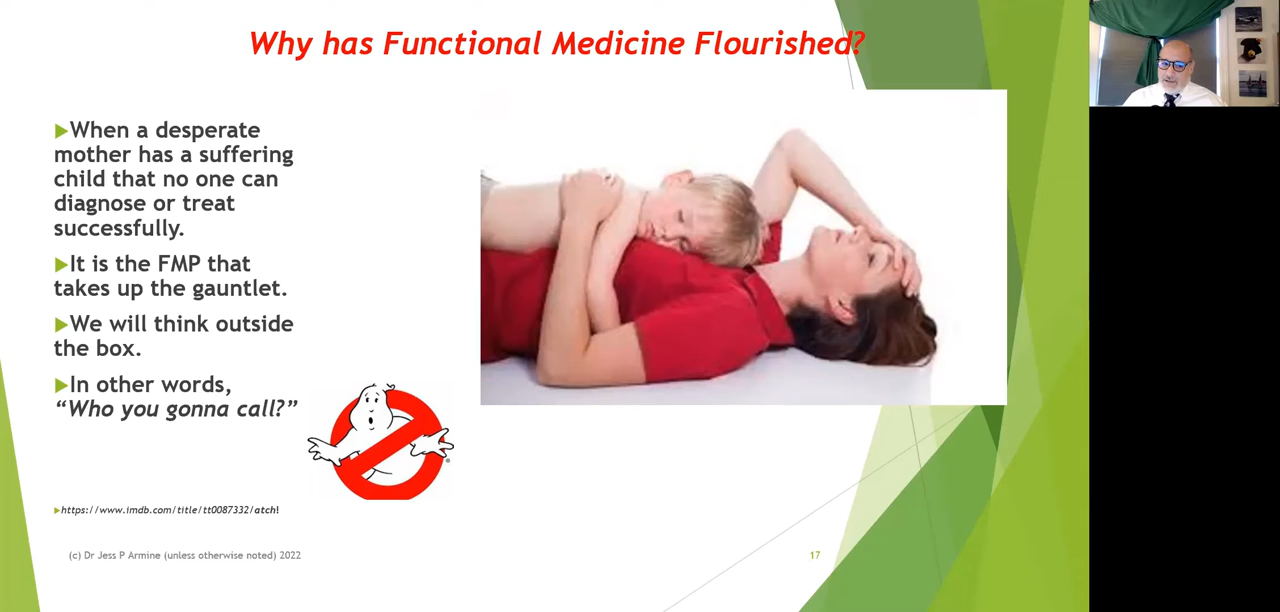 Why has Functional Medicine Flourished?
When a desperate
mother has a suffering
child that no one can
diagnose or treat
successfully.
It is the FMP that
takes up the gauntlet.
We will think outside
the box.
In other words,
“Who you gonna call?”
https://www.imdb.com/title/tt0087332/atch!
(c) Dr Jess P Armine (unless otherwise noted) 2022
17